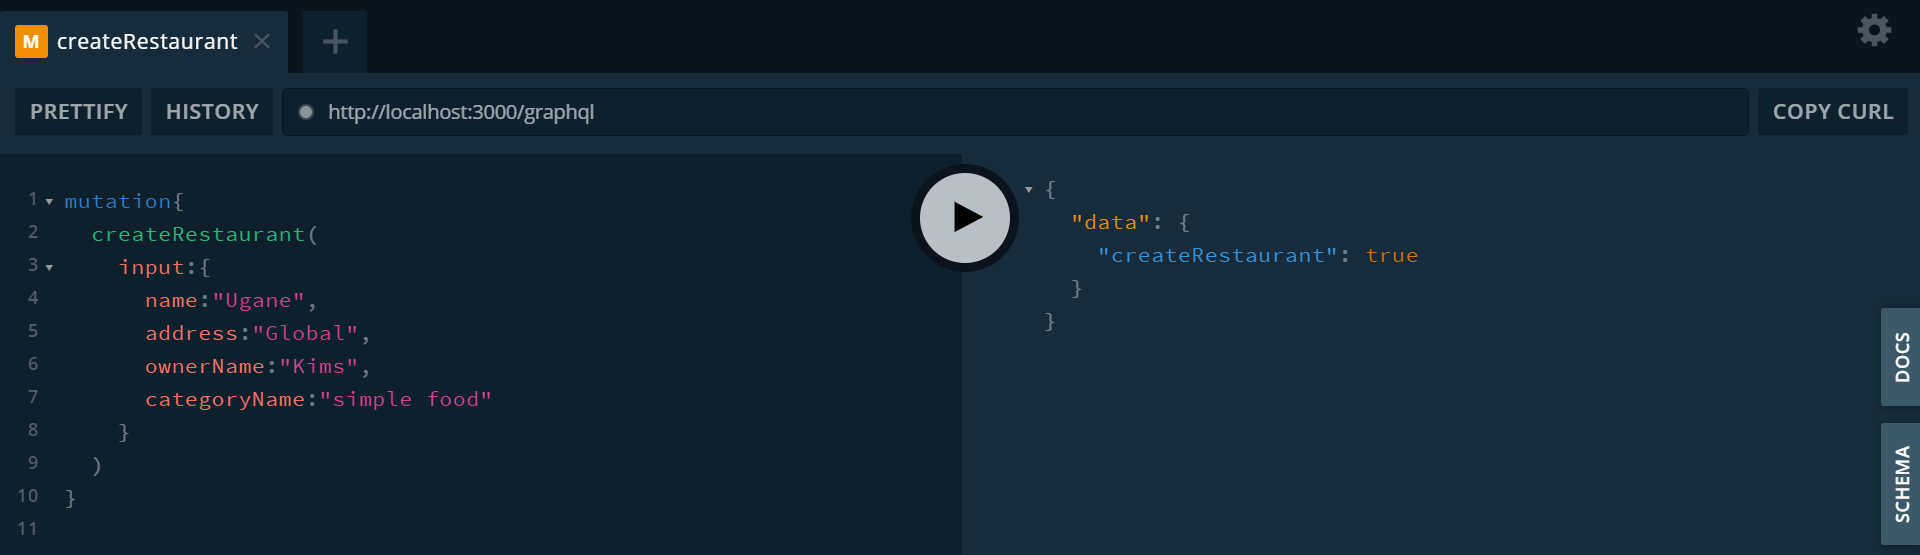 M createRestaurant
PRETTIFY HISTORY http://localhost:3000/graphql COPY CURL
1 mutation{
2 createRestaurant(
3 input:{
4 name:"Ugane",
5 address:"Global",
6 ownerName:"Kims",
7 categoryName:"simple food"
8 }
9 )
10 }
11
{
"data": {
"createRestaurant": true
}
}
DOCS
SCHEMA